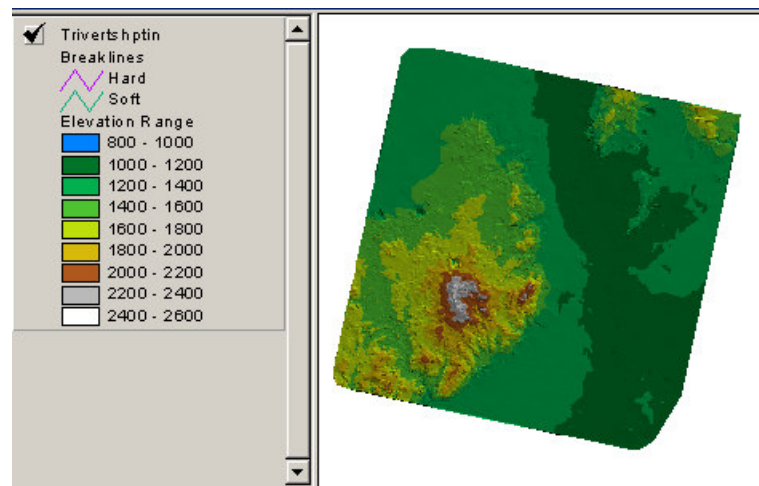 Trivertshptin
Breaklines
Hard
Soft
Elevation Range
800 - 1000
1000 - 1200
1200 - 1400
1400 - 1600
1600 - 1800
1800 - 2000
2000 - 2200
2200 - 2400
2400 - 2600